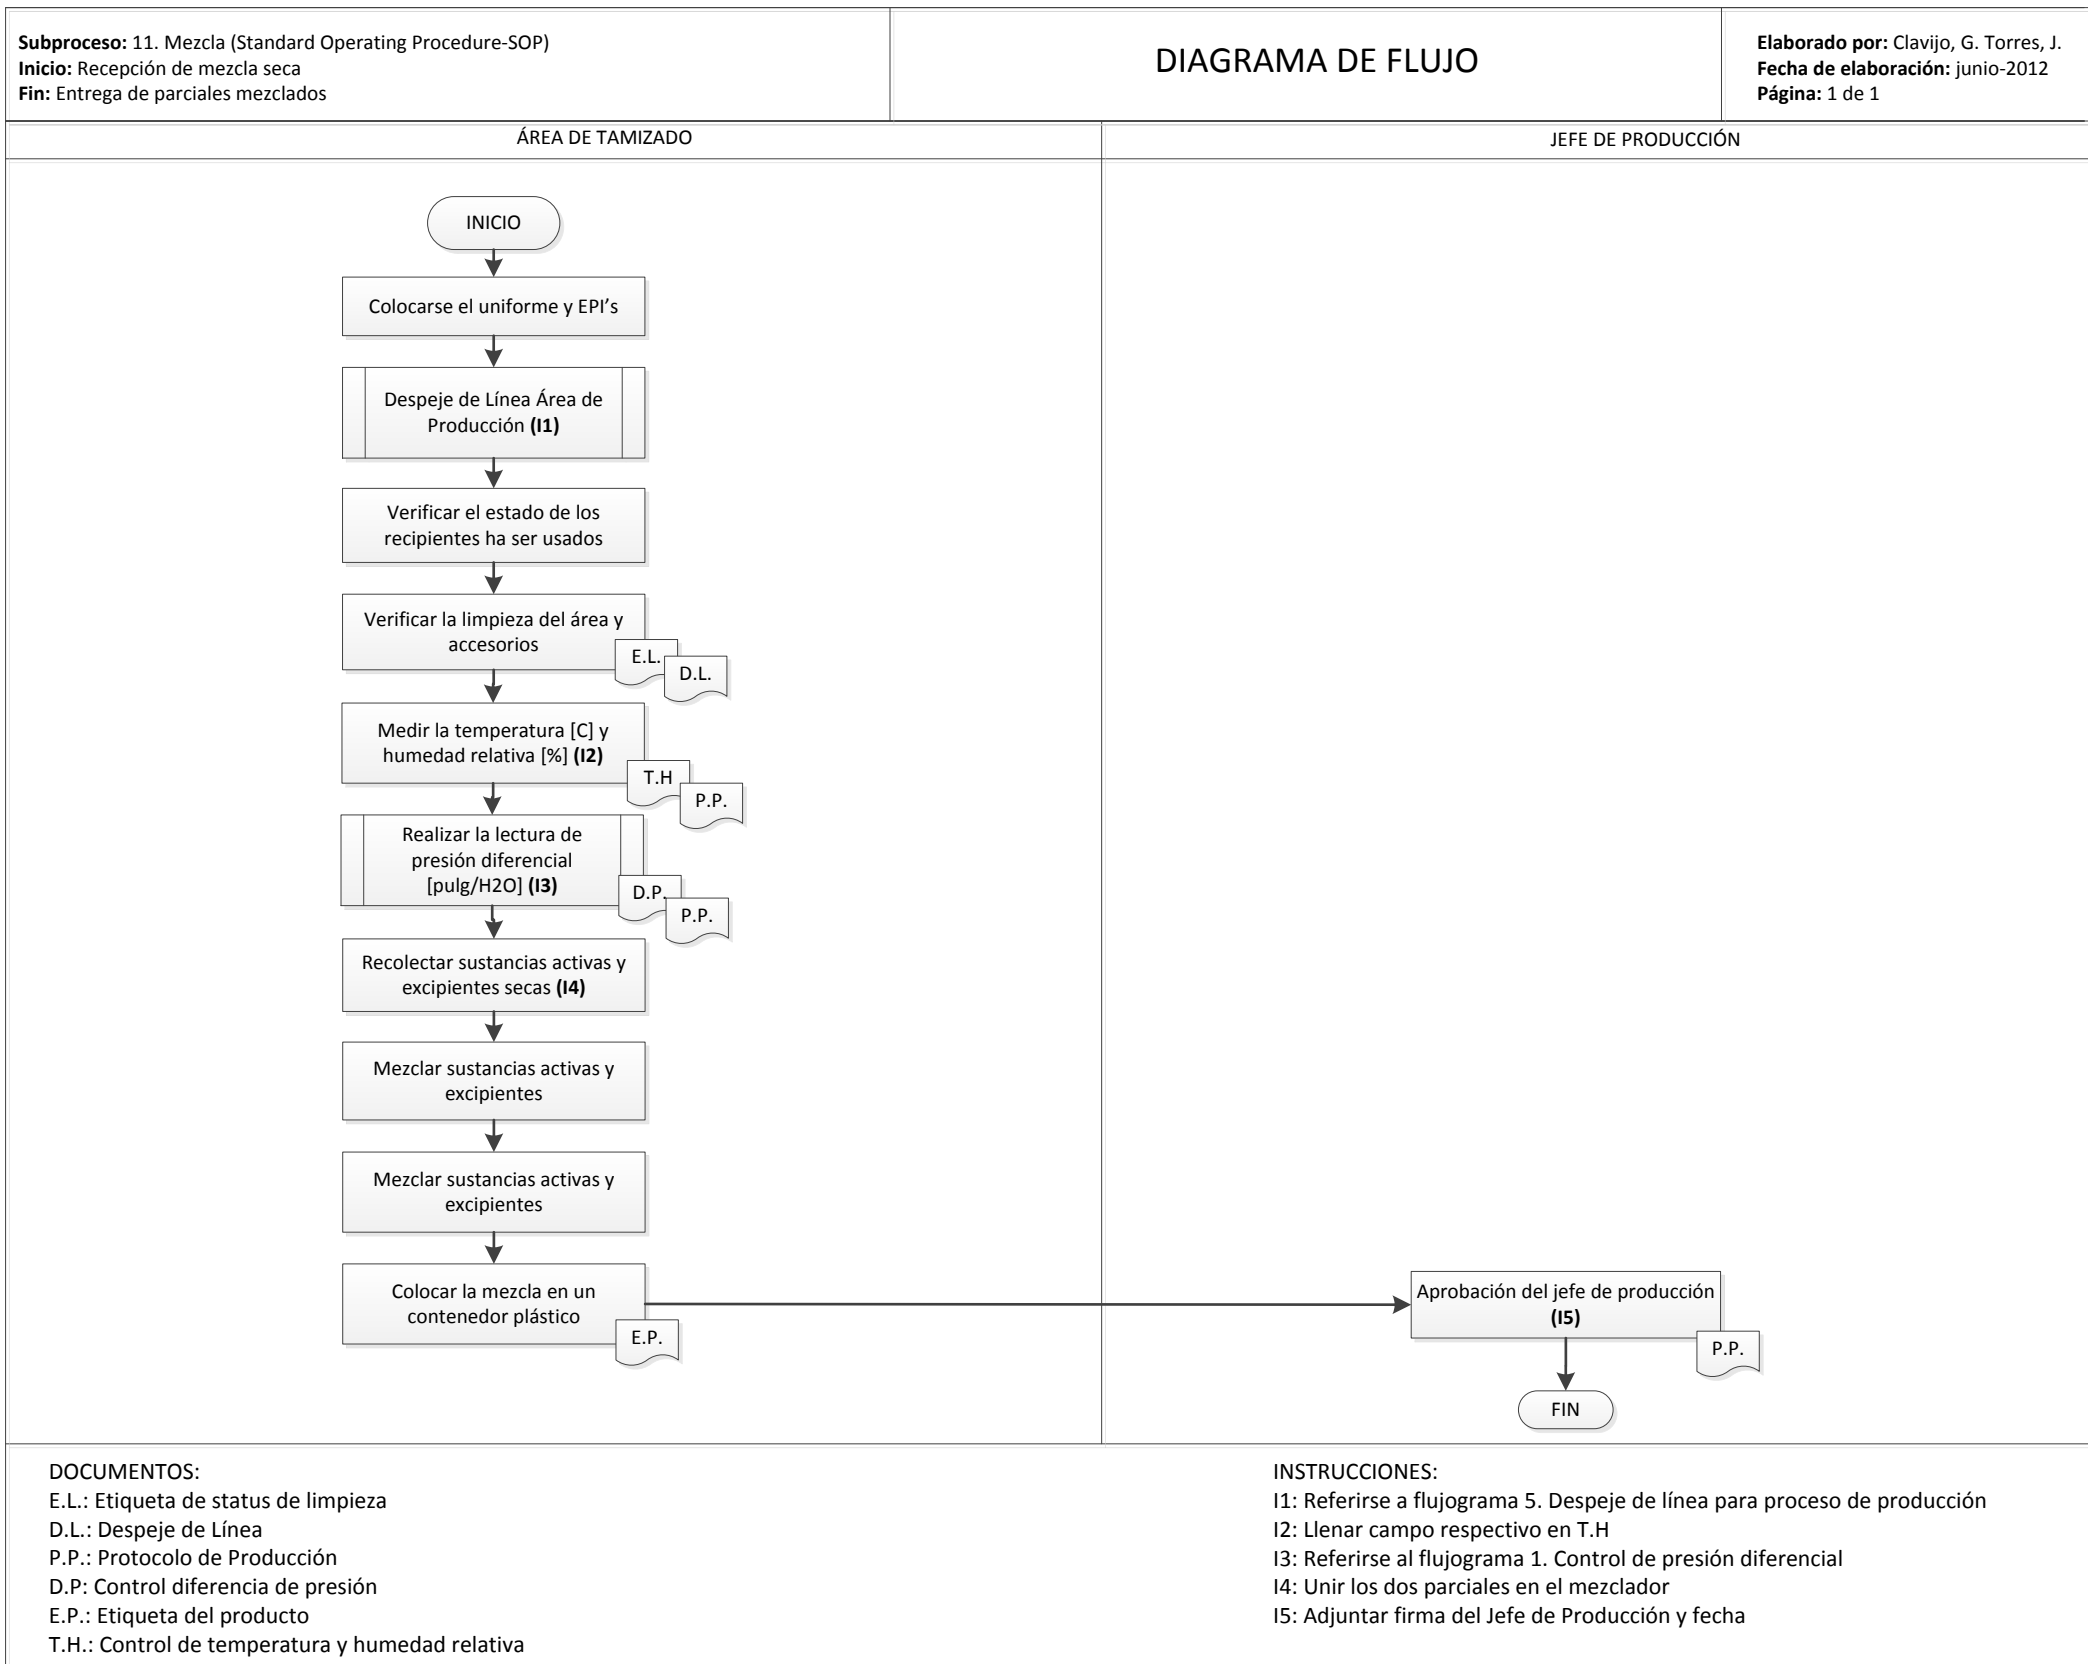 Subproceso: 11. Mezcla (Standard Operating Procedure-SOP)
Inicio: Recepción de mezcla seca
Fin: Entrega de parciales mezclados
DIAGRAMA DE FLUJO
Elaborado por: Clavijo, G. Torres, J.
Fecha de elaboración: junio-2012
Página: 1 de 1
ÁREA DE TAMIZADO
JEFE DE PRODUCCIÓN
INICIO
Colocarse el uniforme y EPI’s
Despeje de Línea Área de
Producción (I1)
Verificar el estado de los
recipientes ha ser usados
Verificar la limpieza del área y
accesorios
E.L.
D.L.
Medir la temperatura [C] y
humedad relativa [%] (I2)
T.H
P.P.
Realizar la lectura de
presión diferencial
[pulg/H2O] (I3)
D.P.
P.P.
Recolectar sustancias activas y
excipientes secas (I4)
Mezclar sustancias activas y
excipientes
Mezclar sustancias activas y
excipientes
Colocar la mezcla en un
contenedor plástico
E.P.
Aprobación del jefe de producción
(I5)
P.P.
FIN
DOCUMENTOS:
E.L.: Etiqueta de status de limpieza
D.L.: Despeje de Línea
P.P.: Protocolo de Producción
D.P: Control diferencia de presión
E.P.: Etiqueta del producto
T.H.: Control de temperatura y humedad relativa
INSTRUCCIONES:
I1: Referirse a flujograma 5. Despeje de línea para proceso de producción
I2: Llenar campo respectivo en T.H
I3: Referirse al flujograma 1. Control de presión diferencial
I4: Unir los dos parciales en el mezclador
I5: Adjuntar firma del Jefe de Producción y fecha